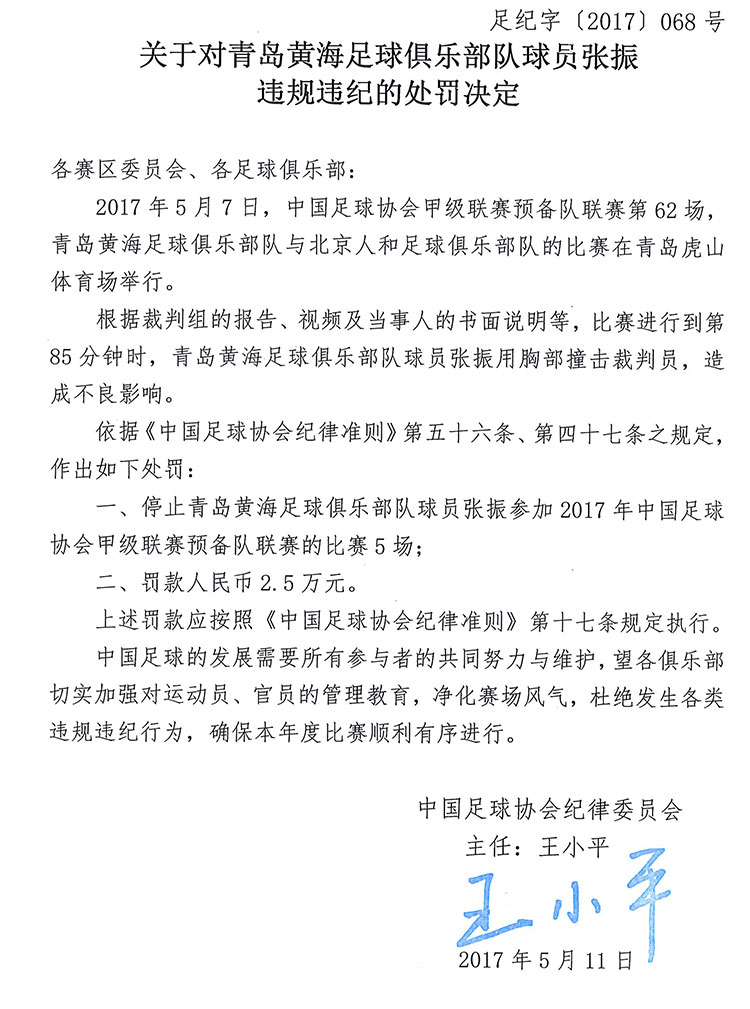 足纪字〔2017〕068 号
关于对青岛黄海足球俱乐部队球员张振
违规违纪的处罚决定
各赛区委员会、各足球俱乐部：
2017 年 5 月 7 日，中国足球协会甲级联赛预备队联赛第 62 场，
青岛黄海足球俱乐部队与北京人和足球俱乐部队的比赛在青岛虎山
体育场举行。
根据裁判组的报告、视频及当事人的书面说明等，比赛进行到第
85 分钟时，青岛黄海足球俱乐部队球员张振用胸部撞击裁判员，造
成不良影响。
依据《中国足球协会纪律准则》第五十六条、第四十七条之规定，
作出如下处罚：
一、停止青岛黄海足球俱乐部队球员张振参加 2017 年中国足球
协会甲级联赛预备队联赛的比赛 5 场；
二、罚款人民币 2.5 万元。
上述罚款应按照《中国足球协会纪律准则》第十七条规定执行。
中国足球的发展需要所有参与者的共同努力与维护，望各俱乐部
切实加强对运动员、官员的管理教育，净化赛场风气，杜绝发生各类
违规违纪行为，确保本年度比赛顺利有序进行。
中国足球协会纪律委员会
主任：王小平
王小平
2017 年 5 月 11 日